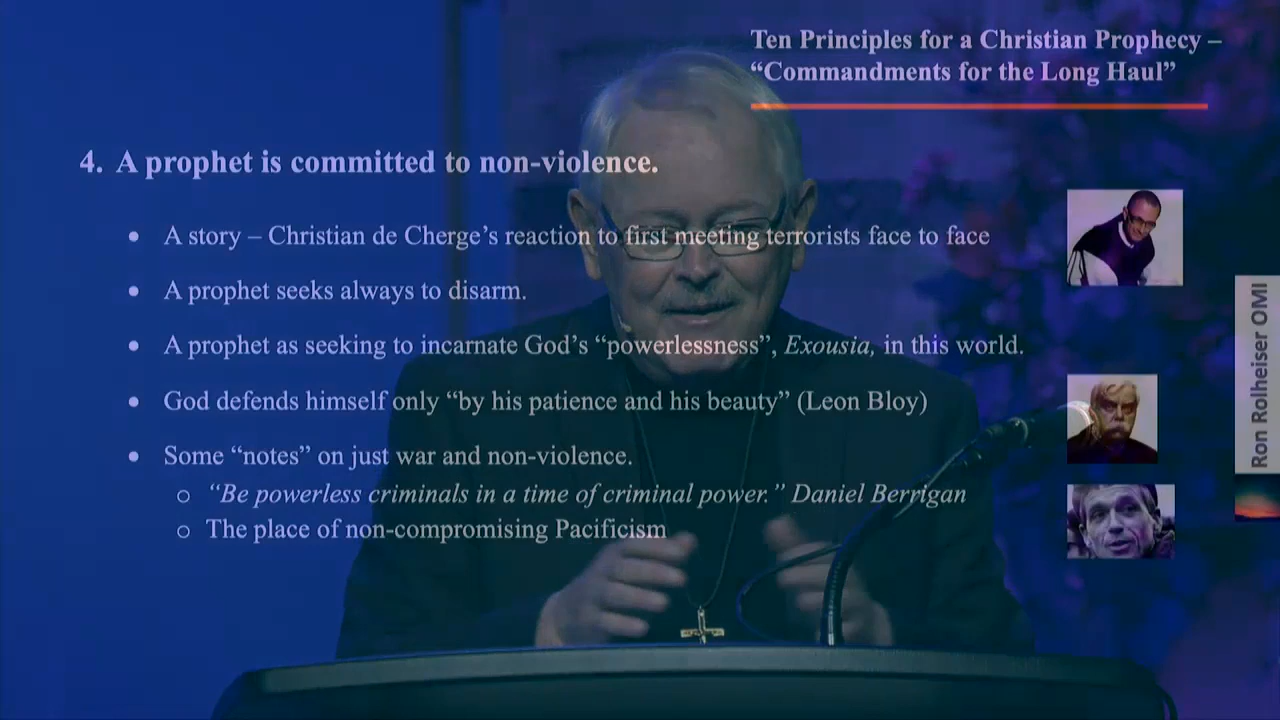 Ten Principles for a Christian Prophecy –
“Commandments for the Long Haul”
4. A prophet is committed to non-violence.
• A story – Christian de Cherge’s reaction to first meeting terrorists face to face
• A prophet seeks always to disarm.
• A prophet as seeking to incarnate God’s “powerlessness”, Exousia, in this world.
• God defends himself only “by his patience and his beauty” (Leon Bloy)
• Some “notes” on just war and non-violence.
○ “Be powerless criminals in a time of criminal power.” Daniel Berrigan
○ The place of non-compromising Pacificism
Ron Rolheiser OMI